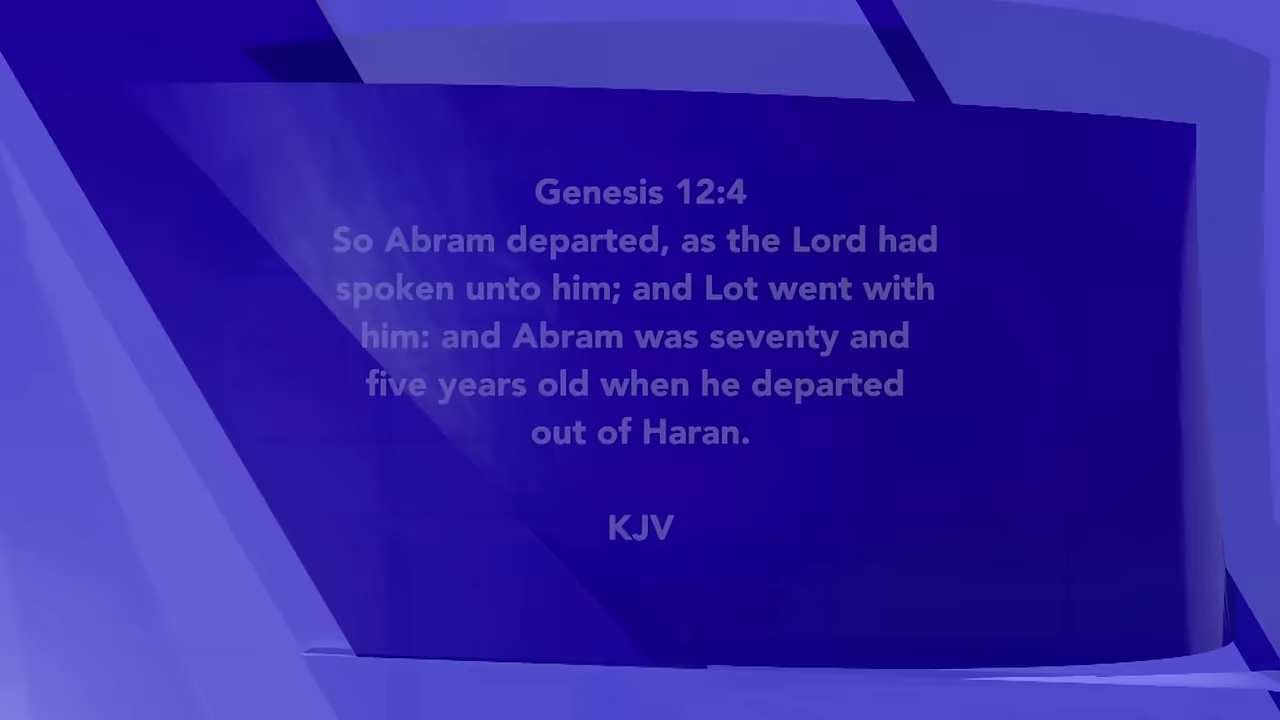 Genesis 12:4
So Abram departed, as the Lord had
spoken unto him; and Lot went with
him: and Abram was seventy and
five years old when he departed
out of Haran.
KJV